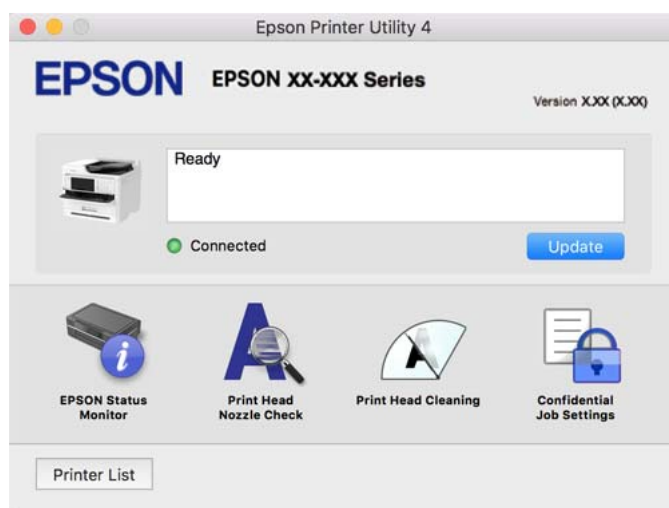 Epson Printer Utility 4
EPSON EPSON XX-XXX Series
Version X.XX (X.XX)
Ready
Connected
Update
EPSON Status
Monitor
Print Head
Nozzle Check
Print Head Cleaning
Confidential
Job Settings
Printer List